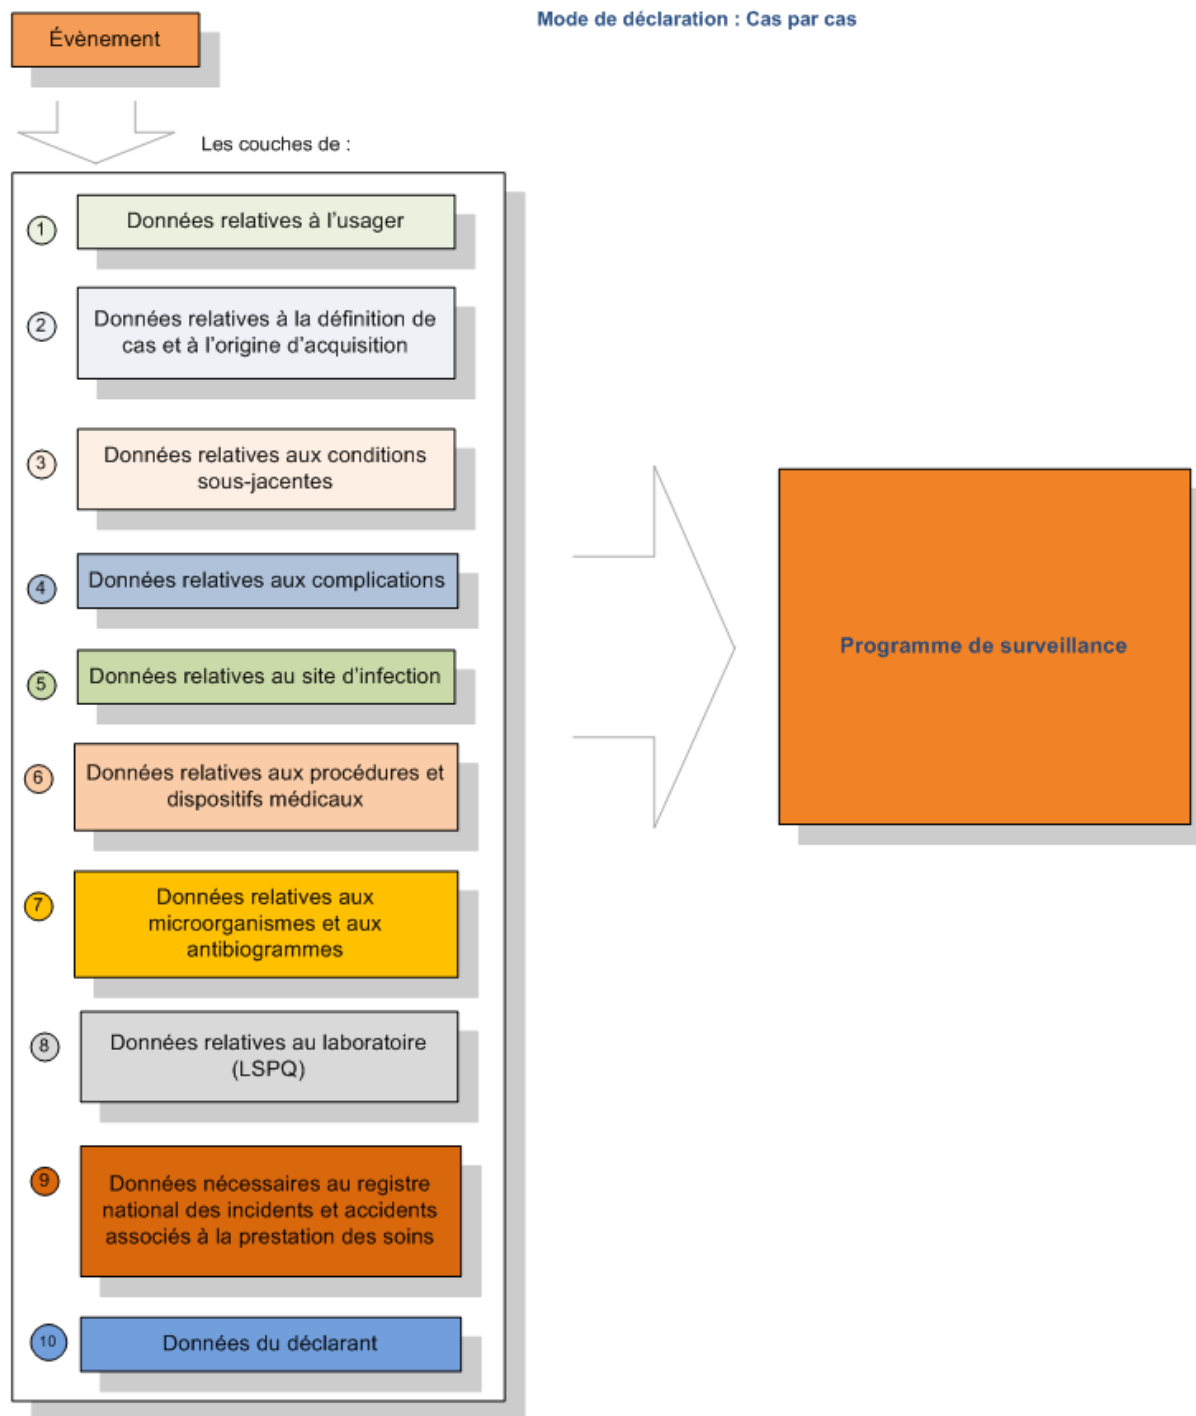 Mode de déclaration : Cas par cas
Évènement
Les couches de :
1
Données relatives à l'usager
2
Données relatives à la définition de
cas et à l'origine d'acquisition
3
Données relatives aux conditions
sous-jacentes
4
Données relatives aux complications
5
Données relatives au site d'infection
6
Données relatives aux procédures et
dispositifs médicaux
7
Données relatives aux
microorganismes et aux
antibiogrammes
8
Données relatives au laboratoire
(LSPQ)
9
Données nécessaires au registre
national des incidents et accidents
associés à la prestation des soins
10
Données du déclarant
Programme de surveillance